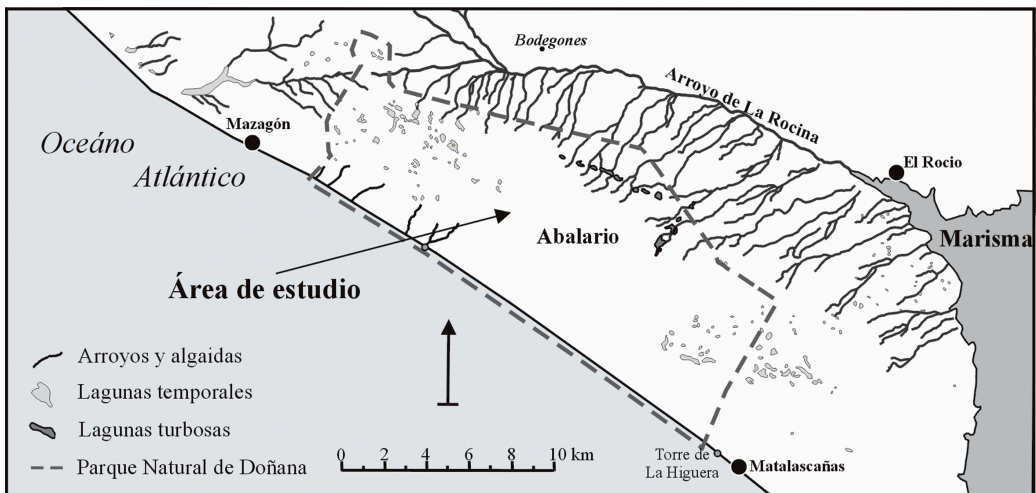 Bodegones
Arroyo de La Rocina
Mazagón
Oceáno
Atlántico
El Rocio
Marisma
Abalario
Área de estudio
Arroyos y algaidas
Lagunas temporales
Lagunas turbosas
Parque Natural de Doñana
0 2 4 6 8 10 km
Torre de
La Higuera
Matalascañas